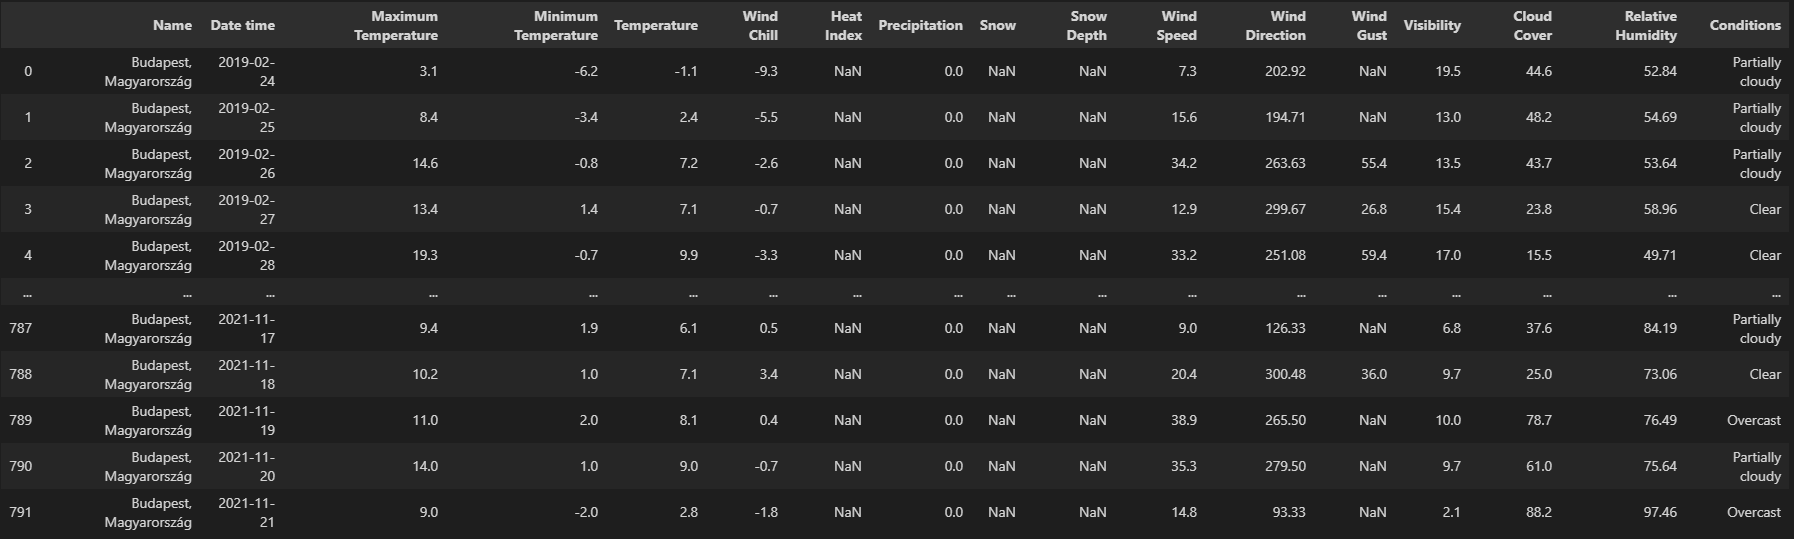 Name Date time Maximum Temperature Minimum Temperature Temperature Wind Chill Heat Index Precipitation Snow Snow Depth Wind Speed Wind Direction Wind Gust Visibility Cloud Cover Relative Humidity Conditions
0 Budapest, Magyarország 2019-02-24 3.1 -6.2 -1.1 -9.3 NaN 0.0 NaN NaN 7.3 202.92 NaN 19.5 44.6 52.84 Partially cloudy
1 Budapest, Magyarország 2019-02-25 8.4 -3.4 2.4 -5.5 NaN 0.0 NaN NaN 15.6 194.71 NaN 13.0 48.2 54.69 Partially cloudy
2 Budapest, Magyarország 2019-02-26 14.6 -0.8 7.2 -2.6 NaN 0.0 NaN NaN 34.2 263.63 55.4 13.5 43.7 53.64 Partially cloudy
3 Budapest, Magyarország 2019-02-27 13.4 1.4 7.1 -0.7 NaN 0.0 NaN NaN 12.9 299.67 26.8 15.4 23.8 58.96 Clear
4 Budapest, Magyarország 2019-02-28 19.3 -0.7 9.9 -3.3 NaN 0.0 NaN NaN 33.2 251.08 59.4 17.0 15.5 49.71 Clear
... ... ... ... ... ... ... ... ... ... ... ... ... ... ... ... ... ...
787 Budapest, Magyarország 2021-11-17 9.4 1.9 6.1 0.5 NaN 0.0 NaN NaN 9.0 126.33 NaN 6.8 37.6 84.19 Partially cloudy
788 Budapest, Magyarország 2021-11-18 10.2 1.0 7.1 3.4 NaN 0.0 NaN NaN 20.4 300.48 36.0 9.7 25.0 73.06 Clear
789 Budapest, Magyarország 2021-11-19 11.0 2.0 8.1 0.4 NaN 0.0 NaN NaN 38.9 265.50 NaN 10.0 78.7 76.49 Overcast
790 Budapest, Magyarország 2021-11-20 14.0 1.0 9.0 -0.7 NaN 0.0 NaN NaN 35.3 279.50 NaN 9.7 61.0 75.64 Partially cloudy
791 Budapest, Magyarország 2021-11-21 9.0 -2.0 2.8 -1.8 NaN 0.0 NaN NaN 14.8 93.33 NaN 2.1 88.2 97.46 Overcast